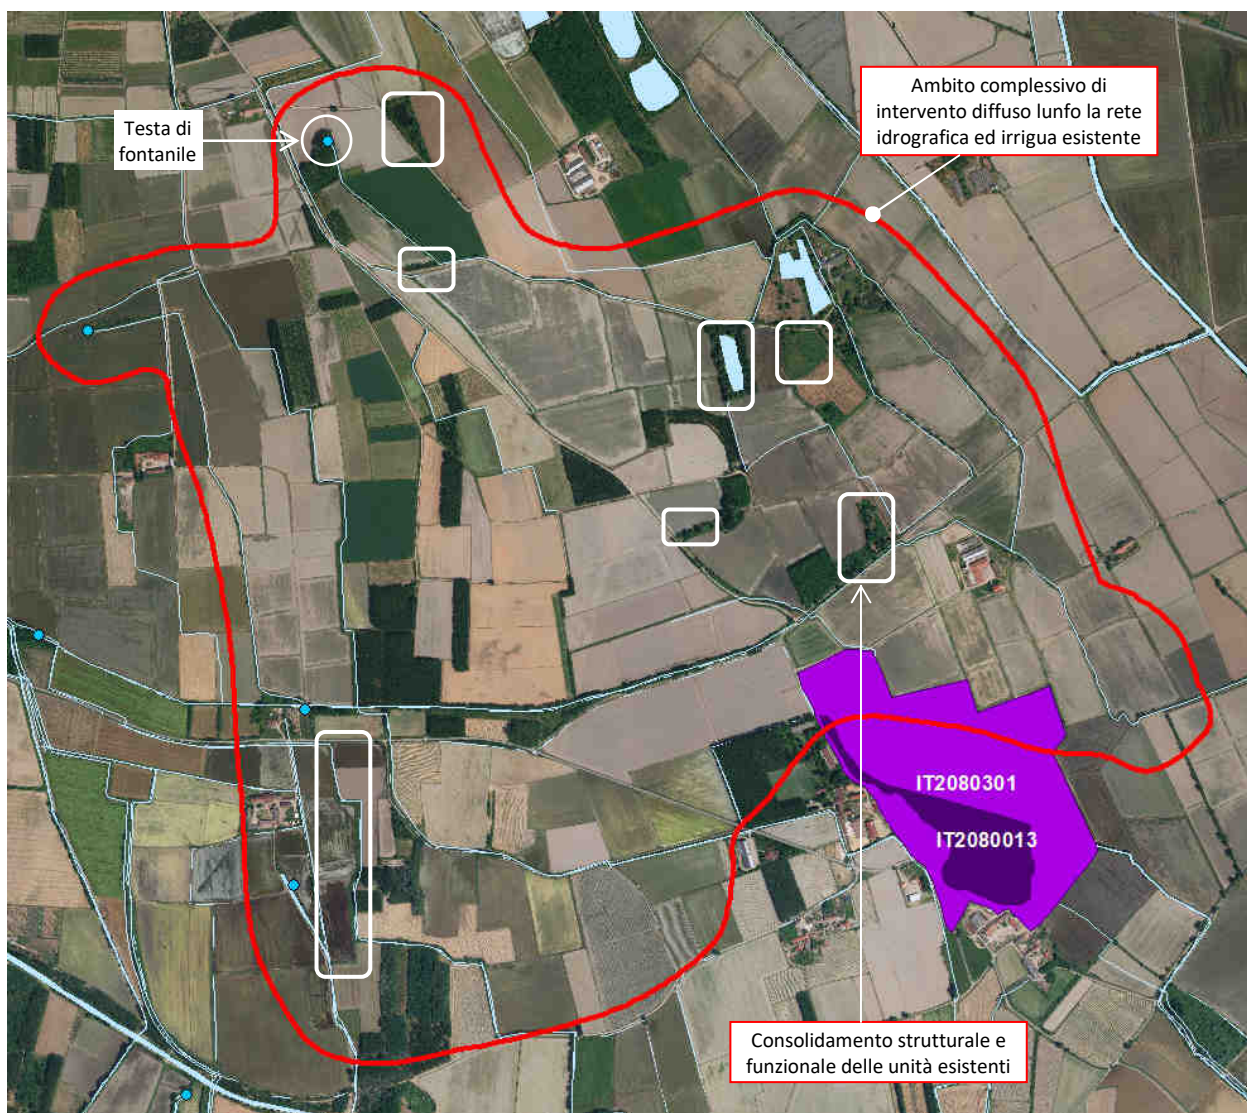 Ambito complessivo di
intervento diffuso lunfo la rete
idrografica ed irrigua esistente
Testa di
fontanile
IT2080301
IT2080013
Consolidamento strutturale e
funzionale delle unità esistenti